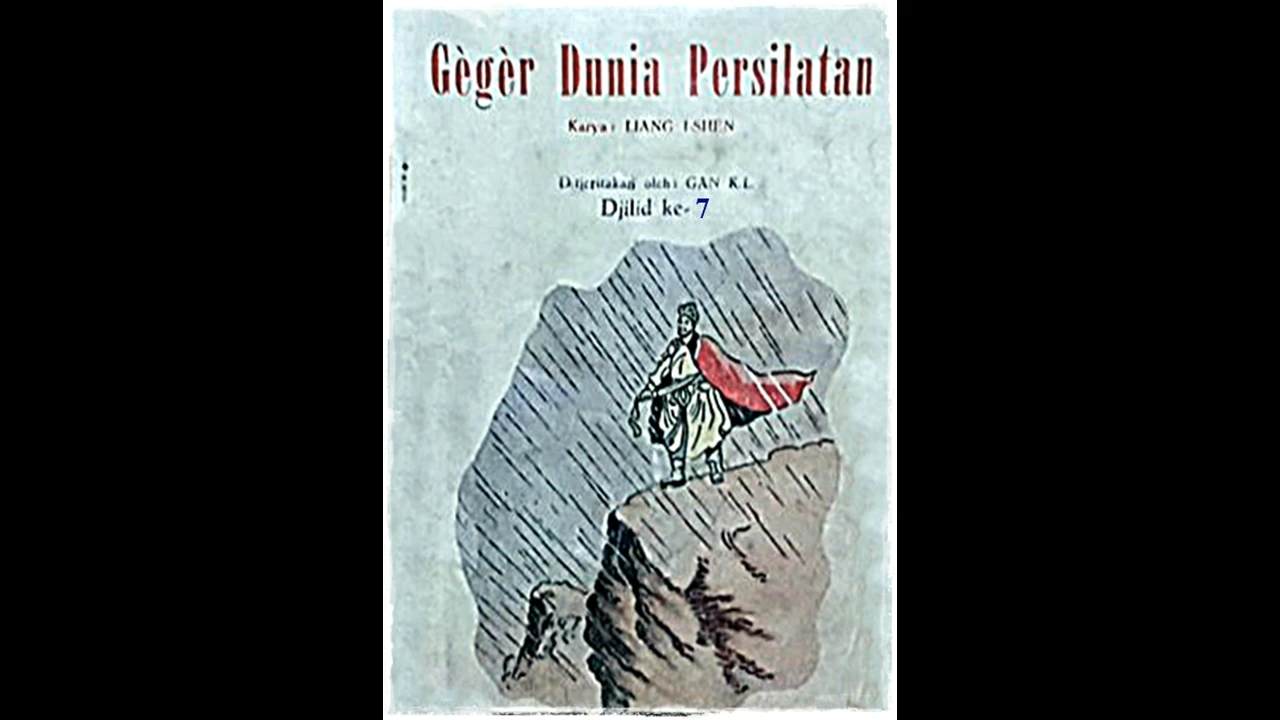 Gègèr Dunia Persilatan
Karya: LIANG I-SHEN
Ditjeritakan oleh: GAN K.L.
Djilid ke-7